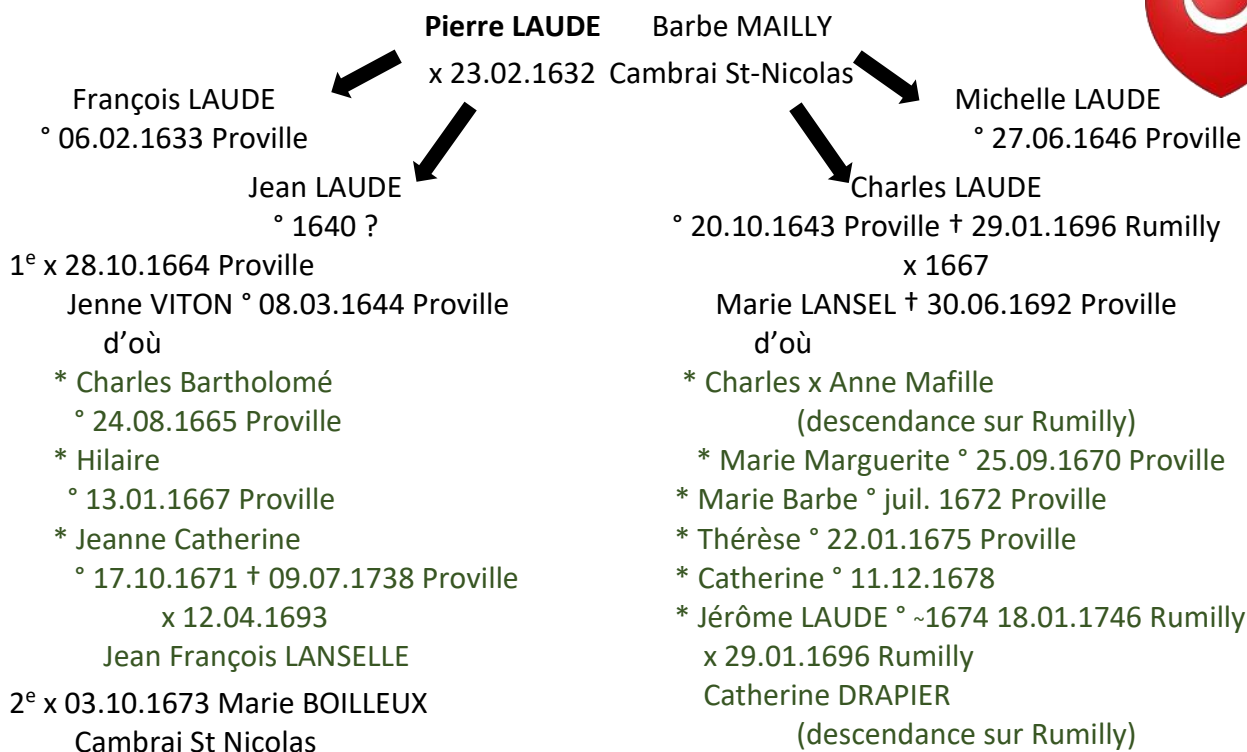 Pierre LAUDE Barbe MAILLY
x 23.02.1632 Cambrai St-Nicolas
François LAUDE
° 06.02.1633 Proville
Michelle LAUDE
° 27.06.1646 Proville
Jean LAUDE
° 1640 ?
1e x 28.10.1664 Proville
Jenne VITON ° 08.03.1644 Proville
d’où
* Charles Bartholomé
° 24.08.1665 Proville
* Hilaire
° 13.01.1667 Proville
* Jeanne Catherine
° 17.10.1671 † 09.07.1738 Proville
x 12.04.1693
Jean François LANSELLE
2e x 03.10.1673 Marie BOILLEUX
Cambrai St Nicolas
Charles LAUDE
° 20.10.1643 Proville † 29.01.1696 Rumilly
x 1667
Marie LANSEL † 30.06.1692 Proville
d’où
* Charles x Anne Mafille
(descendance sur Rumilly)
* Marie Marguerite ° 25.09.1670 Proville
* Marie Barbe ° juil. 1672 Proville
* Thérèse ° 22.01.1675 Proville
* Catherine ° 11.12.1678
* Jérôme LAUDE ° ~1674 18.01.1746 Rumilly
x 29.01.1696 Rumilly
Catherine DRAPIER
(descendance sur Rumilly)